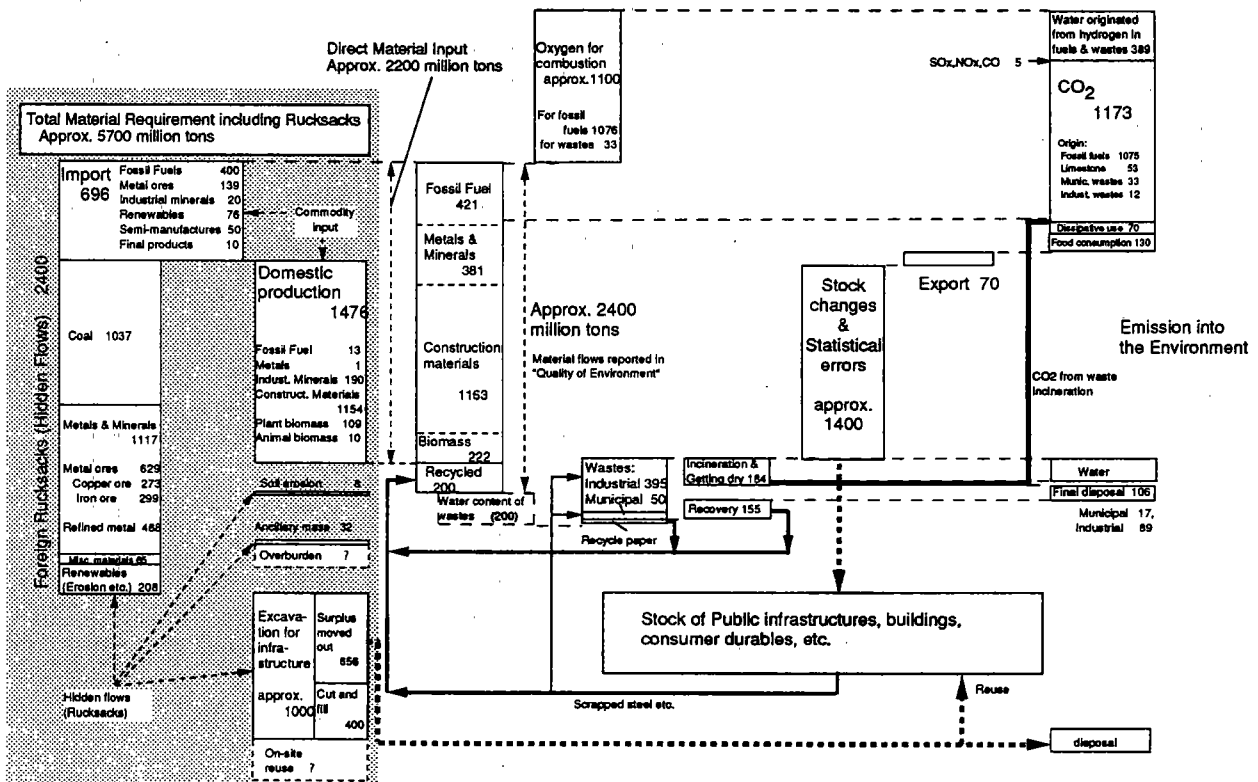 Direct Material Input
Approx. 2200 million tons
Total Material Requirement including Rucksacks
Approx. 5700 million tons
Foreign Rucksacks (Hidden Flows) 2400
Import
696
Fossil Fuels 400
Metal ores 139
Industrial minerals 20
Renewables 76
Semi-manufactures 50
Final products 10
Commodity
input
Coal 1037
Metals & Minerals
1117
Metal ores 629
Copper ore 273
Iron ore 299
Refined metal 488
Misc. materials 65
Renewables
(Erosion etc.) 208
Hidden flows
(Rucksacks)
Domestic
production
1476
Fossil Fuel 13
Metals 1
Indust. Minerals 190
Construct. Materials
1154
Plant biomass 109
Animal biomass 10
Soil erosion 8
Ancillary mass 32
Overburden ?
Excava-
tion for
infra-
structure
approx.
1000
Surplus
moved
out
656
Cut and
fill
400
On-site
reuse ?
Fossil Fuel
421
Metals &
Minerals
381
Construction
materials
1163
Biomass
222
Recycled
200
Water content of
wastes (200)
Oxygen for
combustion
approx.1100
For fossil
fuels 1076
for wastes 33
Approx. 2400
million tons
Material flows reported in
"Quality of Environment"
Wastes:
Industrial 395
Municipal 50
Recycle paper
Incineration &
Getting dry 184
Recovery 155
Stock
changes
&
Statistical
errors
approx.
1400
Export 70
Stock of Public infrastructures, buildings,
consumer durables, etc.
Scrapped steel etc.
Reuse
disposal
Water originated
from hydrogen in
fuels & wastes 389
SOx,NOx,CO 5
CO2
1173
Origin:
Fossil fuels 1075
Limestone 53
Munic. wastes 33
Indust. wastes 12
Dissipative use 70
Food consumption 130
Emission into
the Environment
CO2 from waste
incineration
Water
Final disposal 106
Municipal 17,
Industrial 89